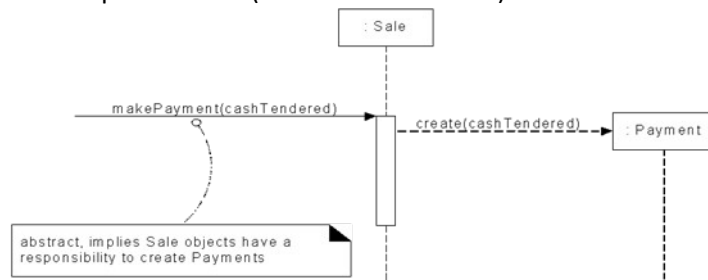 : Sale
makePayment(cashTendered)
create(cashTendered)
: Payment
abstract, implies Sale objects have a
responsibility to create Payments